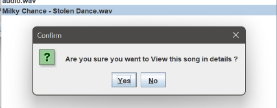 audio.wav
Milky Chance - Stolen Dance.wav
Confirm
Are you sure you want to View this song in details ?
Yes No